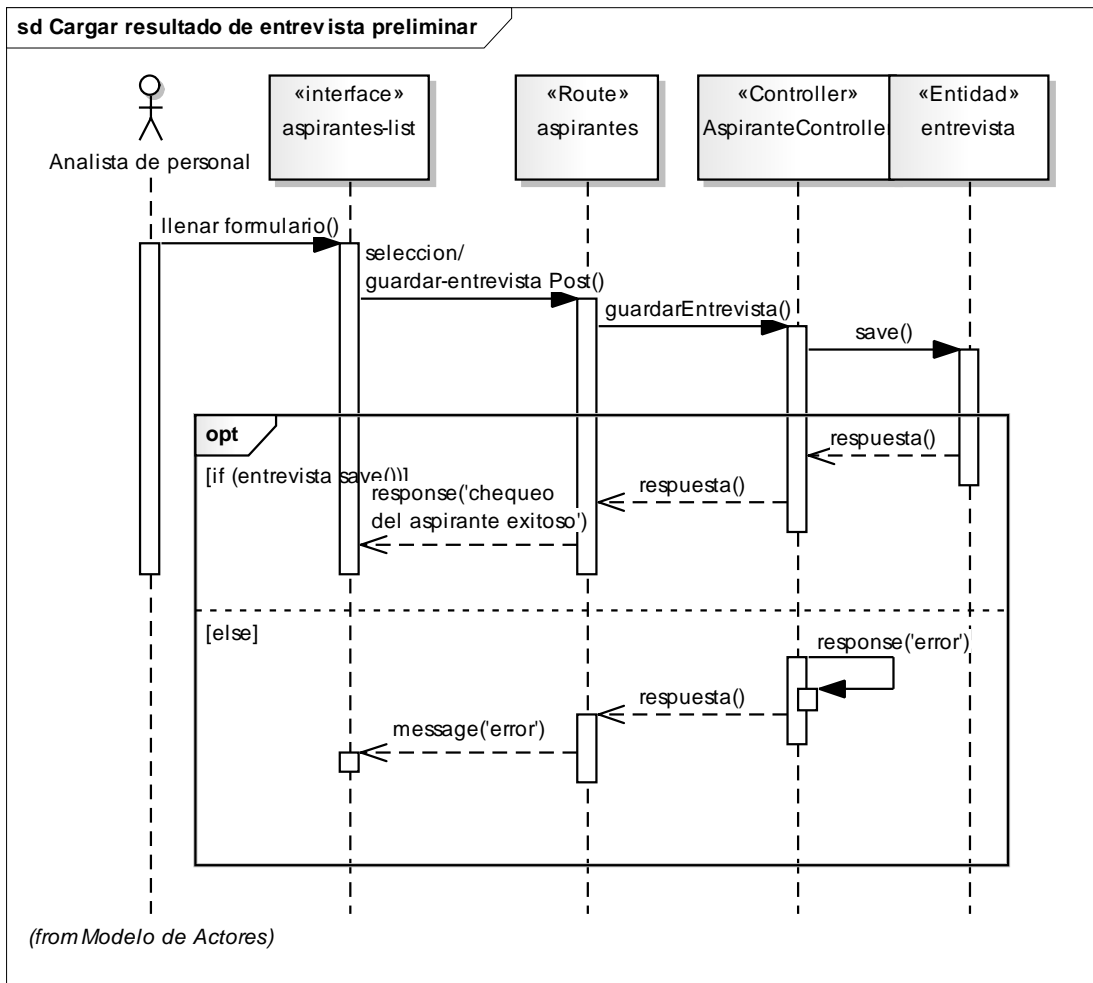 sd Cargar resultado de entrevista preliminar
Analista de personal
«interface»
aspirantes-list
«Route»
aspirantes
«Controller»
AspiranteController
«Entidad»
entrevista
llenar formulario()
seleccion/
guardar-entrevista Post()
guardarEntrevista()
save()
opt
respuesta()
[if (entrevista save())]
respuesta()
response('chequeo
del aspirante exitoso')
[else]
response('error')
respuesta()
message('error')
(from Modelo de Actores)